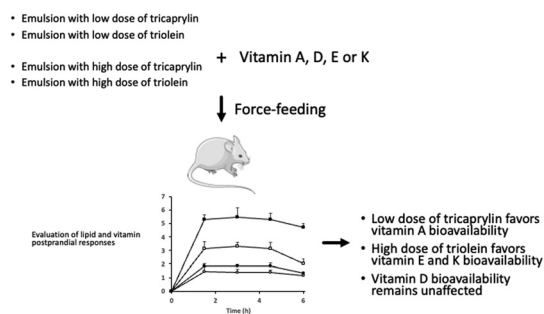 • Emulsion with low dose of tricaprylin
• Emulsion with low dose of triolein
• Emulsion with high dose of tricaprylin
• Emulsion with high dose of triolein
+ Vitamin A, D, E or K
Force-feeding
Evaluation of lipid and vitamin
postprandial responses
7
6
5
4
3
2
1
0
0 2 4 6
Time (h)
• Low dose of tricaprylin favors
vitamin A bioavailability
• High dose of triolein favors
vitamin E and K bioavailability
• Vitamin D bioavailability
remains unaffected